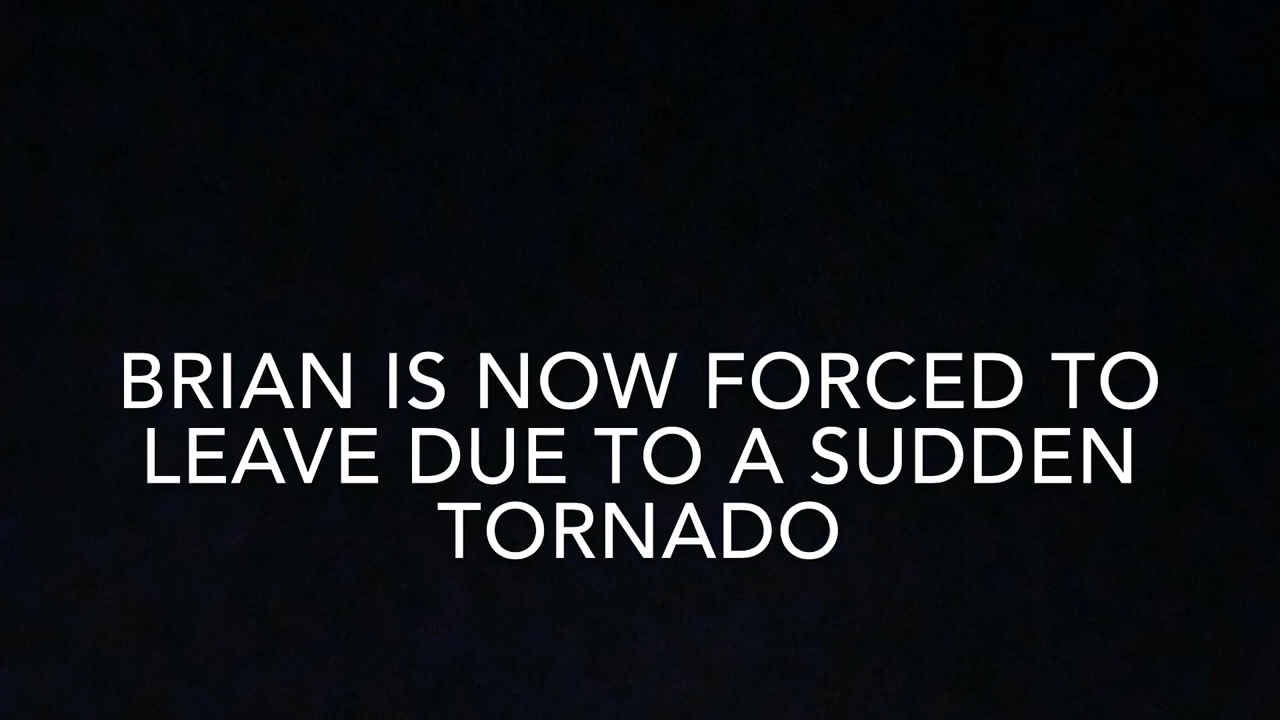 BRIAN IS NOW FORCED TO
LEAVE DUE TO A SUDDEN
TORNADO